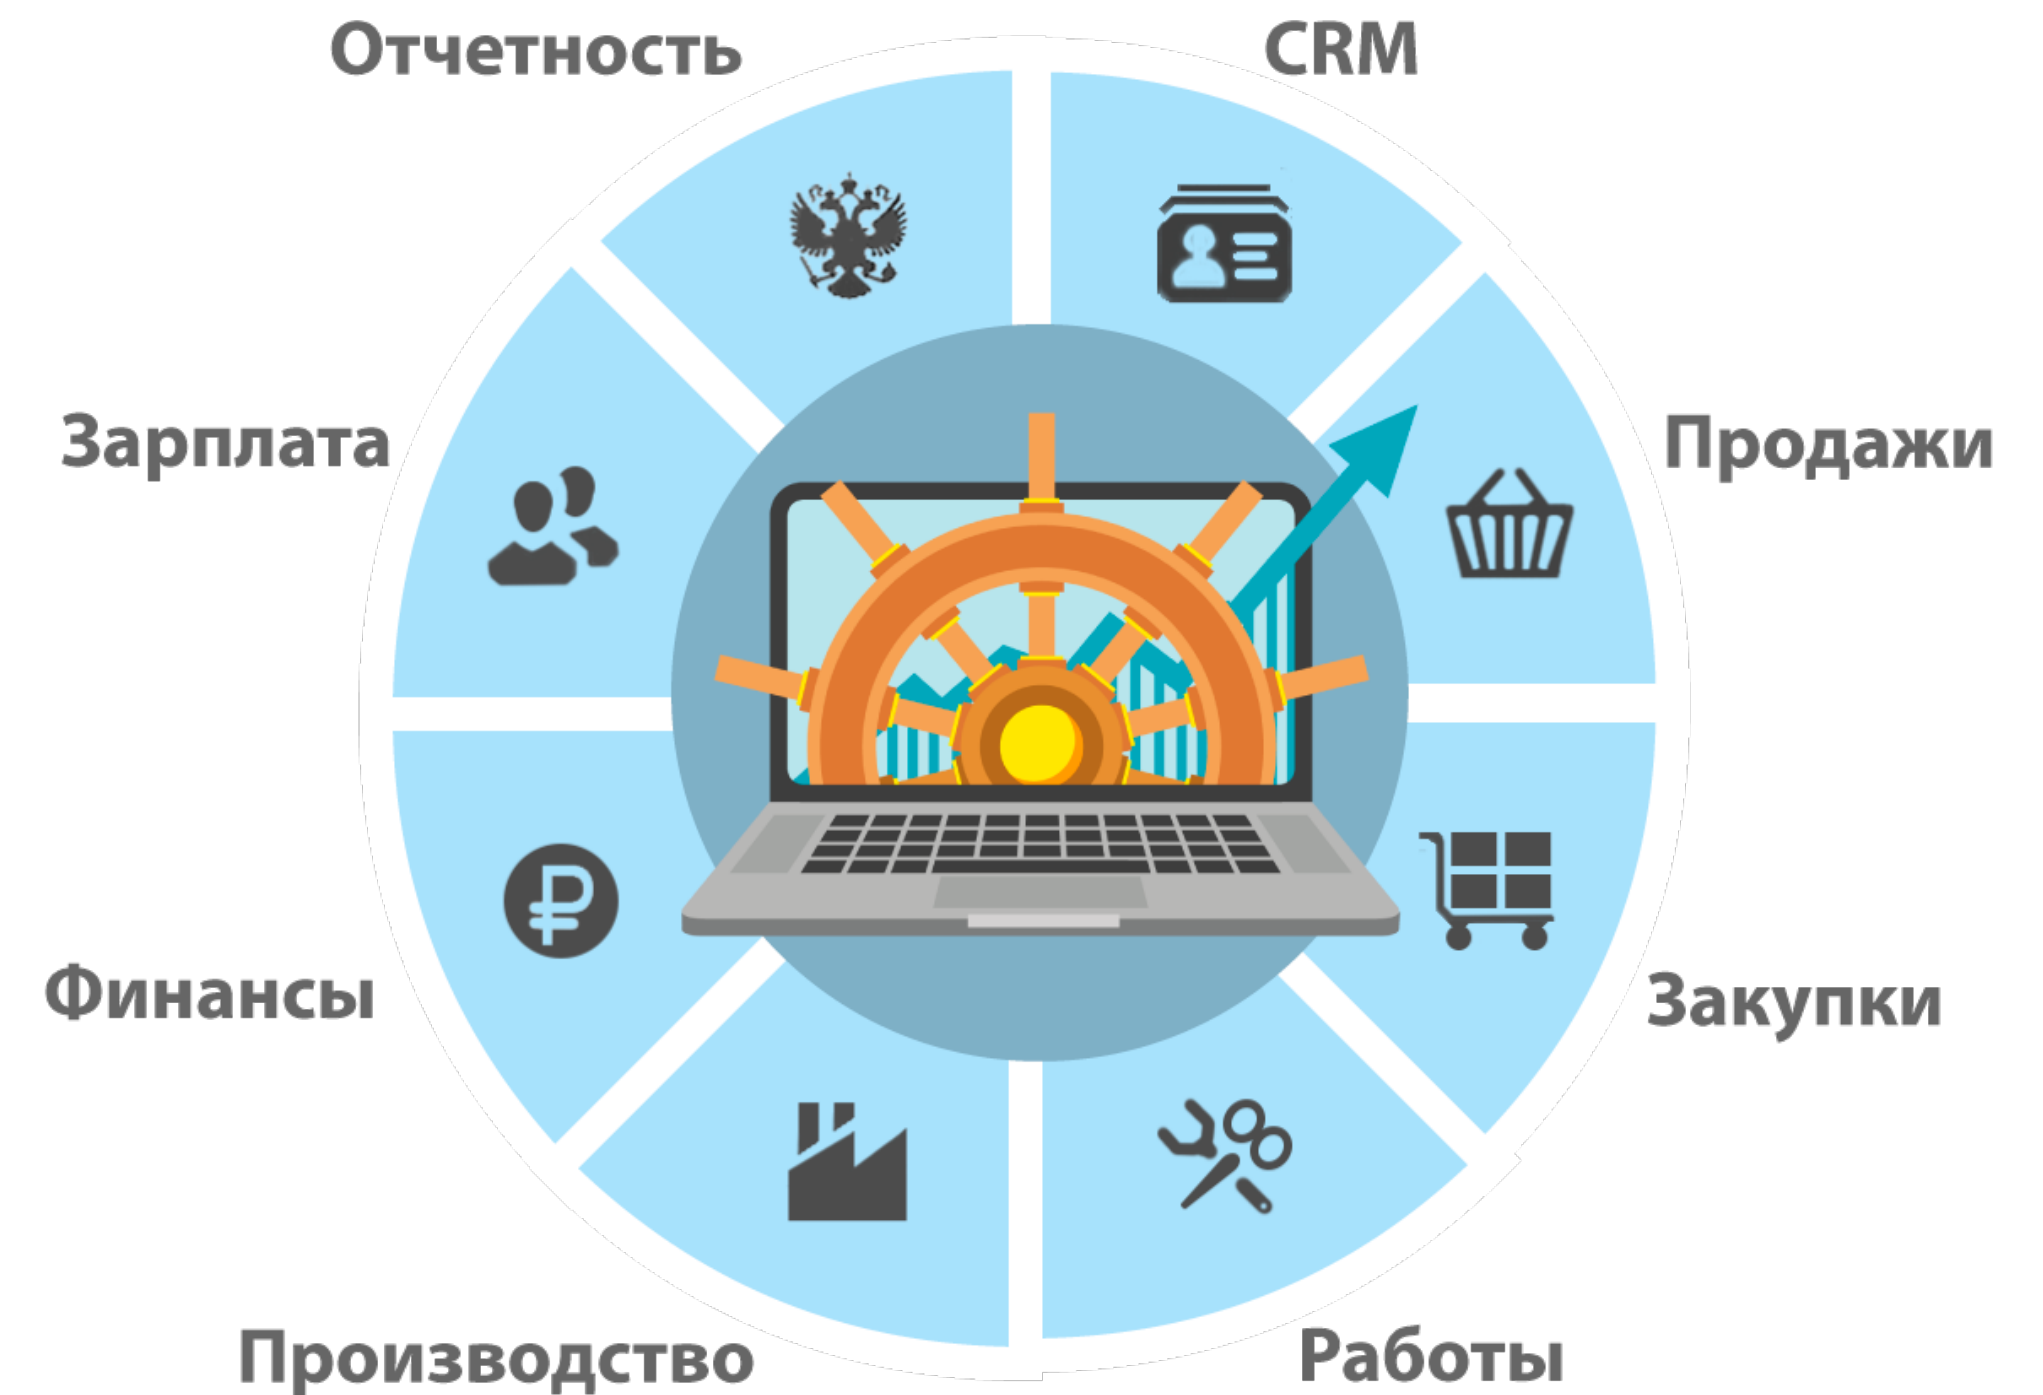 Отчетность
CRM
Зарплата
Продажи
Финансы
Закупки
Производство
Работы